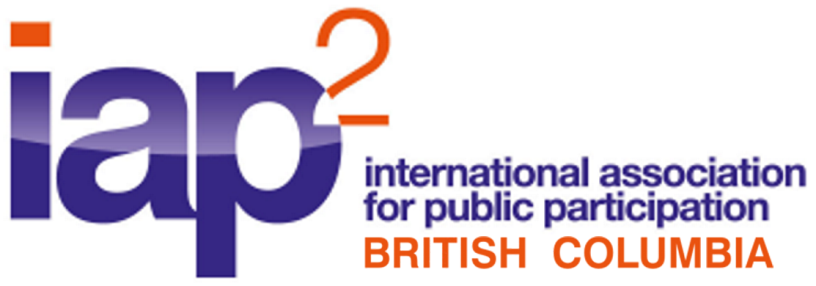 iap2
international association
for public participation
BRITISH COLUMBIA